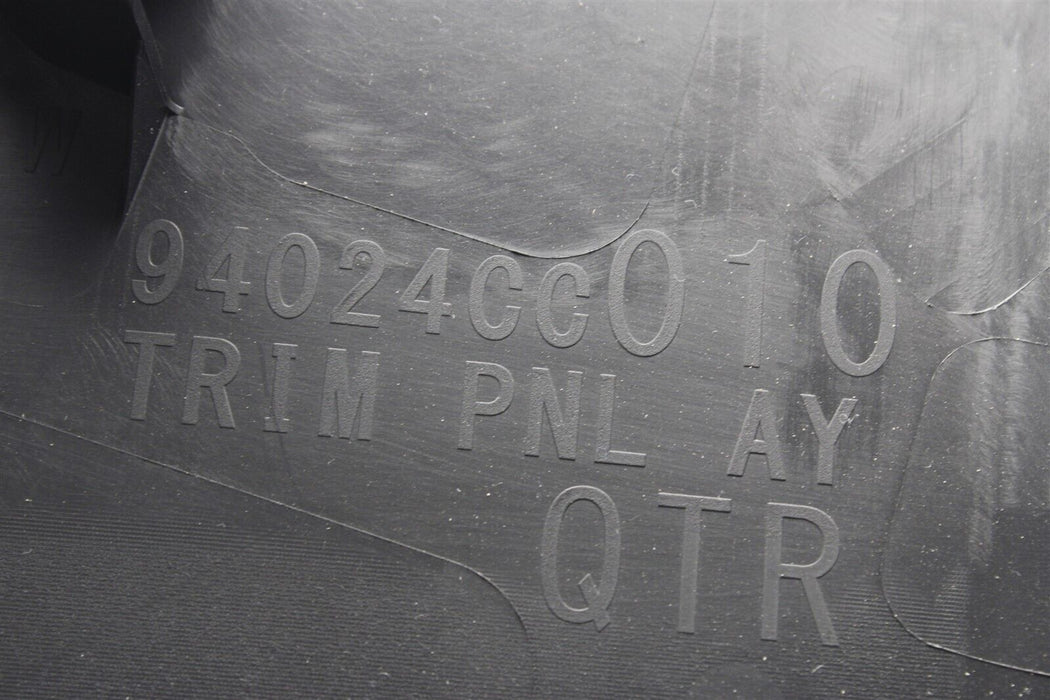 94024CC010
TRIM PNL AY
QTR